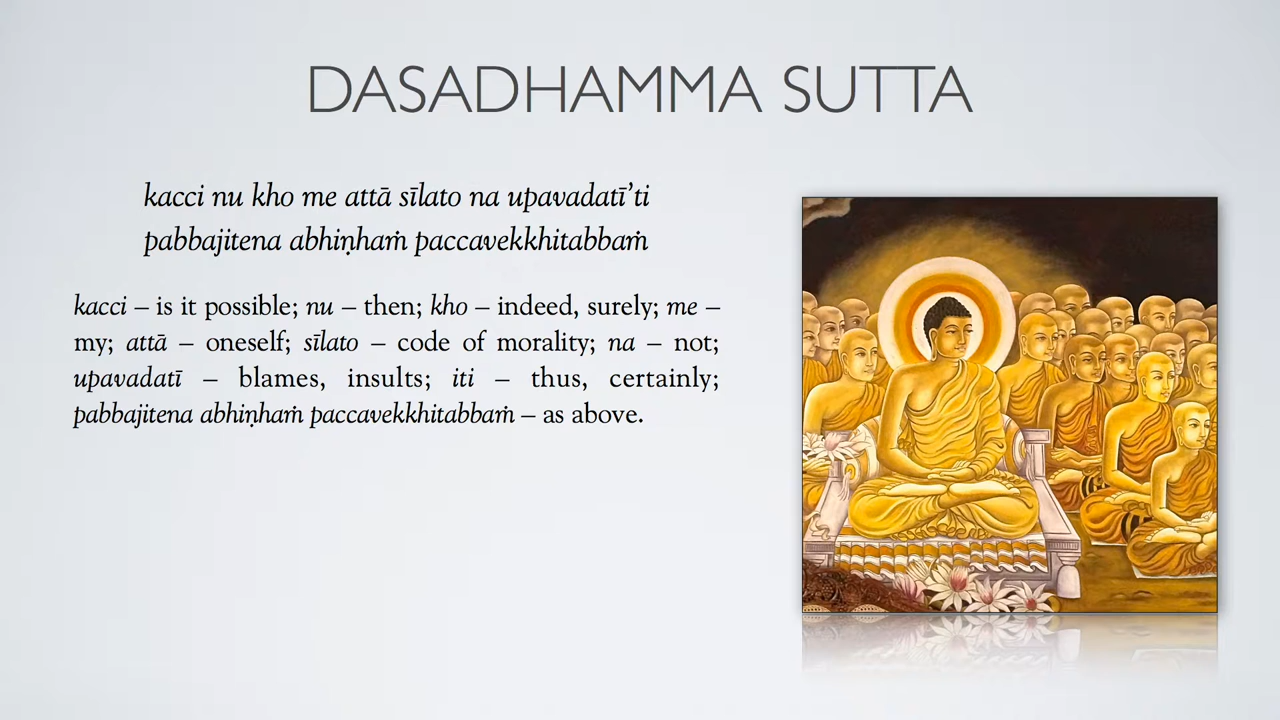 DASADHAMMA SUTTA
kacci nu kho me attā sīlato na upavadatī’ti
pabbajitena abhiṇhaṁ paccavekkhitabbaṁ
kacci – is it possible; nu – then; kho – indeed, surely; me –
my; attā – oneself; sīlato – code of morality; na – not;
upavadatī – blames, insults; iti – thus, certainly;
pabbajitena abhiṇhaṁ paccavekkhitabbaṁ – as above.